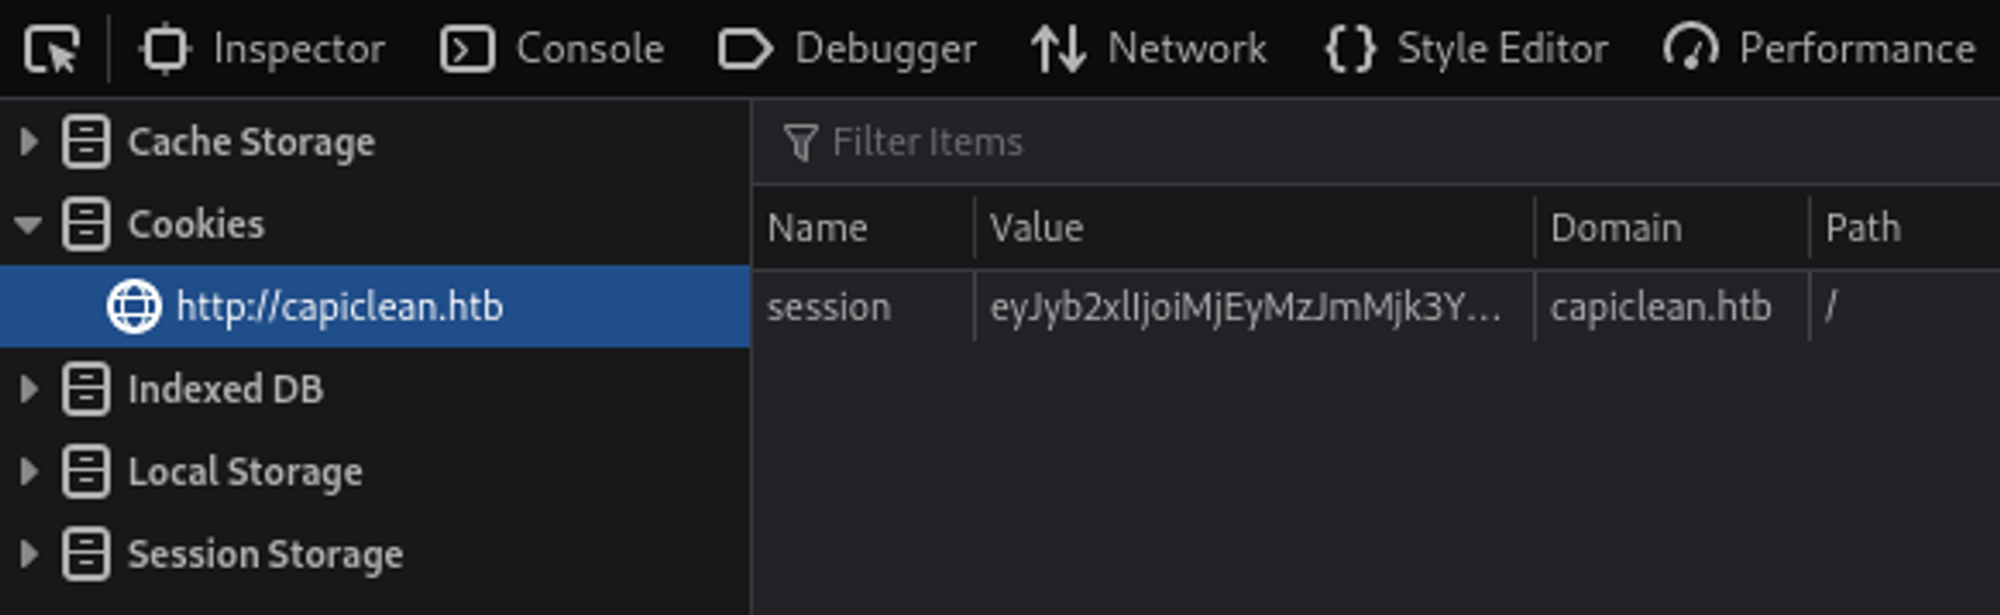 Inspector Console Debugger Network Style Editor Performance
Cache Storage
Filter Items
Cookies
Name Value Domain Path
http://capiclean.htb
session eyJyb2xlIjoiMjEyMzJmMjk3Y... capiclean.htb /
Indexed DB
Local Storage
Session Storage